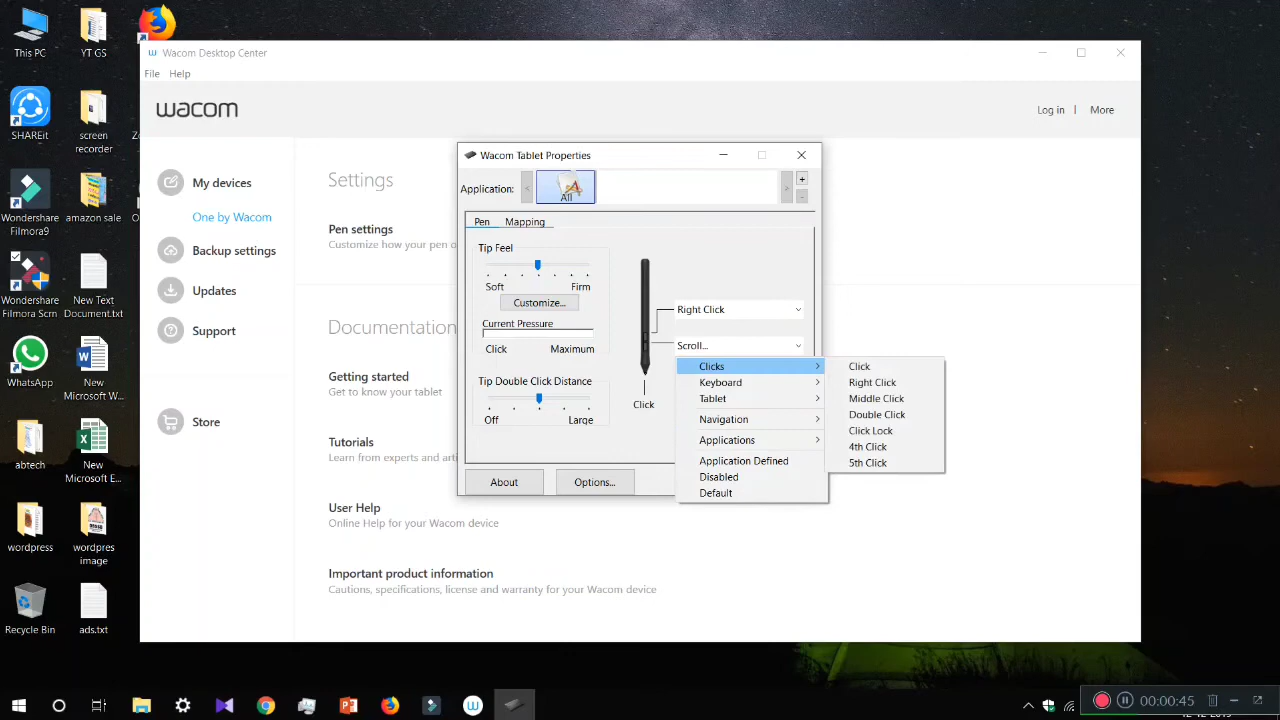 This PC
YT GS
SHAREit
screen
recorder
Wondershare
Filmora9
amazon sale
Wondershare
Filmora Scrn
New Text
Document.txt
WhatsApp
New
Microsoft W...
abtech
New
Microsoft E...
wordpress
wordpres
image
Recycle Bin
ads.txt
Wacom Desktop Center
File Help
wacom
Log in | More
My devices
One by Wacom
Backup settings
Updates
Support
Store
Settings
Pen settings
Customize how your pen o
Documentation
Getting started
Get to know your tablet
Tutorials
Learn from experts and arti
User Help
Online Help for your Wacom device
Important product information
Cautions, specifications, license and warranty for your Wacom device
Wacom Tablet Properties
Application:
All
Pen Mapping
Tip Feel
Soft Firm
Customize...
Current Pressure
Click Maximum
Tip Double Click Distance
Off Large
Right Click
Scroll...
Click
About
Options...
Clicks
Keyboard
Tablet
Navigation
Applications
Application Defined
Disabled
Default
Click
Right Click
Middle Click
Double Click
Click Lock
4th Click
5th Click
00:00:45